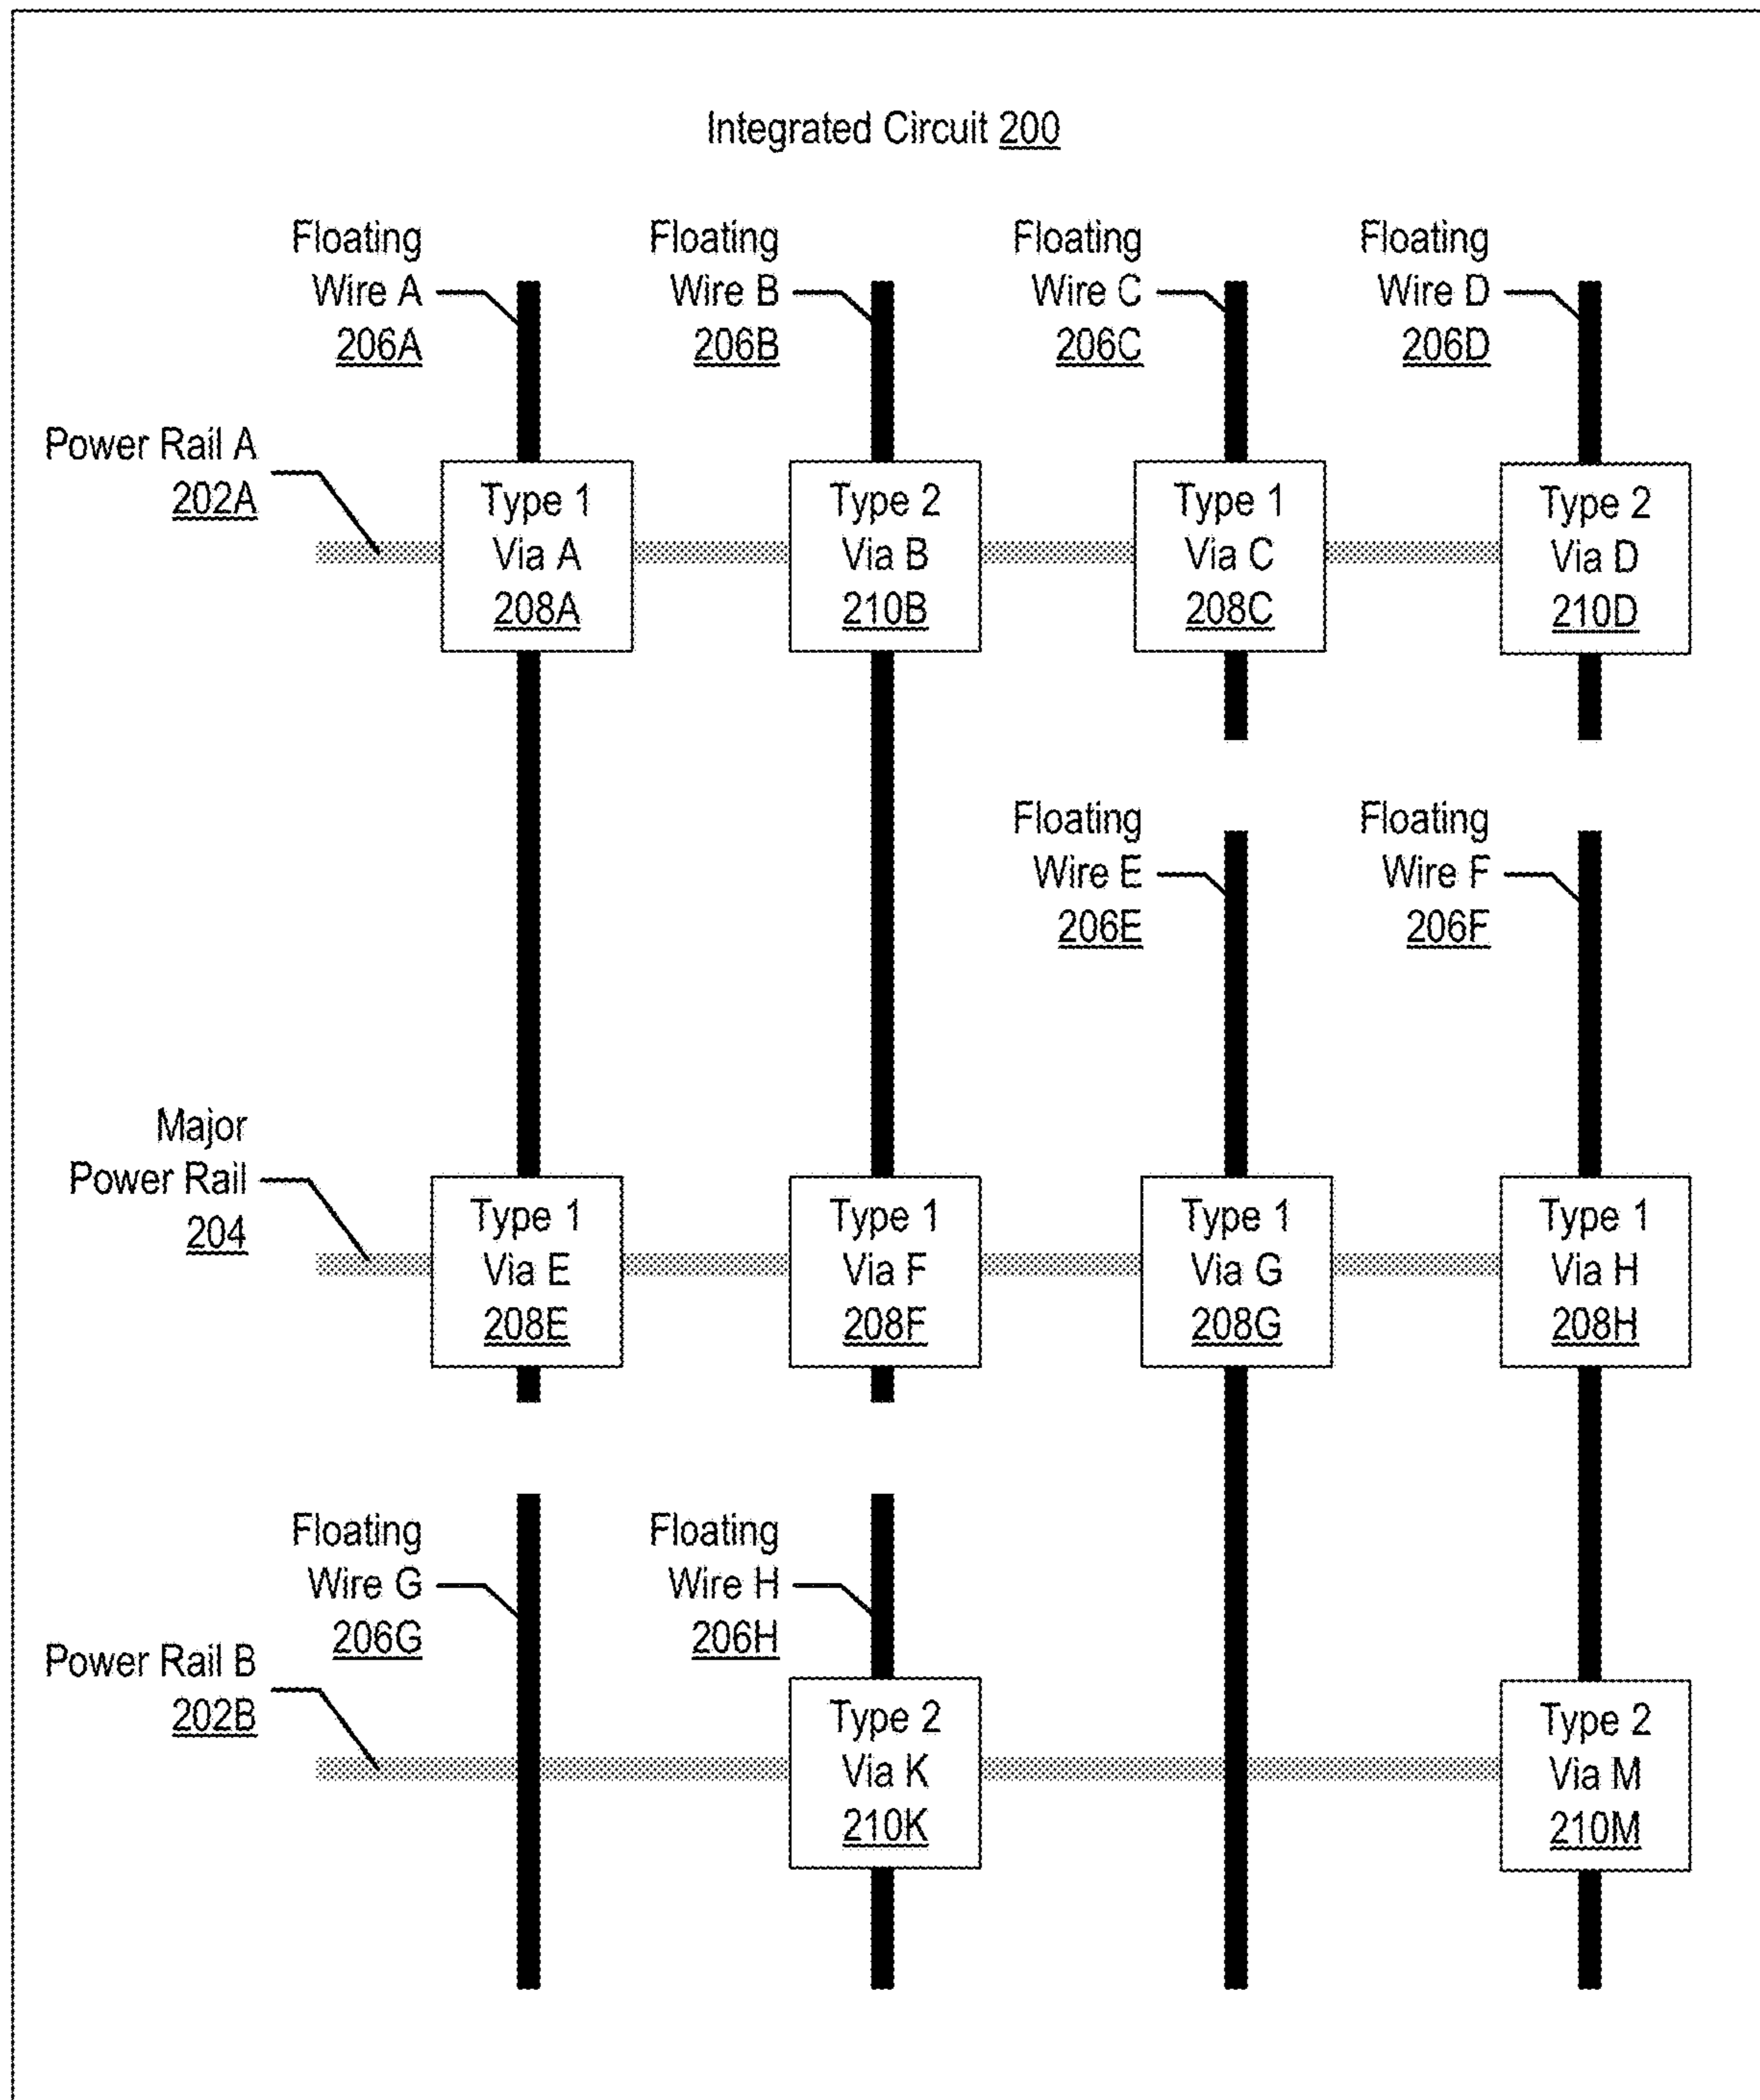 Integrated Circuit 200
Floating
Wire A
206A
Floating
Wire B
206B
Floating
Wire C
206C
Floating
Wire D
206D
Power Rail A
202A
Type 1
Via A
208A
Type 2
Via B
210B
Type 1
Via C
208C
Type 2
Via D
210D
Floating
Wire E
206E
Floating
Wire F
206F
Major
Power Rail
204
Type 1
Via E
208E
Type 1
Via F
208F
Type 1
Via G
208G
Type 1
Via H
208H
Floating
Wire G
206G
Floating
Wire H
206H
Power Rail B
202B
Type 2
Via K
210K
Type 2
Via M
210M